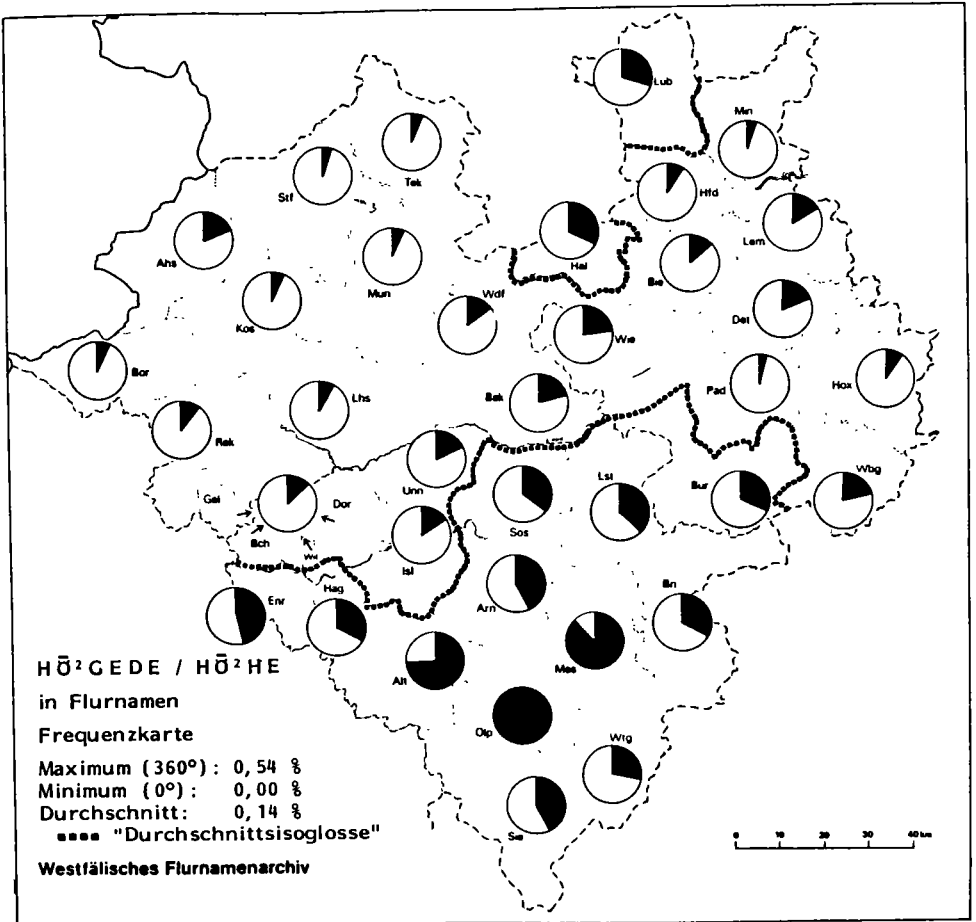 Lub
Min
Tek
Stf
Hfd
Lem
Ahs
Hal
Bie
Mun
Kos
Wdf
Det
Wie
Bor
Lhs
Bek
Pad
Hox
Rek
Unn
Wbg
Gel
Dor
Lst
Bur
Sos
Bch
Isl
Hag
Enr
Arn
Bri
Alt
Mes
Olp
Wtg
Sie
HŌ²GEDE / HŌ²HE
in Flurnamen
Frequenzkarte
Maximum (360°): 0,54 %
Minimum (0°): 0,00 %
Durchschnitt: 0,14 %
"Durchschnittsisoglosse"
Westfälisches Flurnamenarchiv
0 10 20 30 40 km